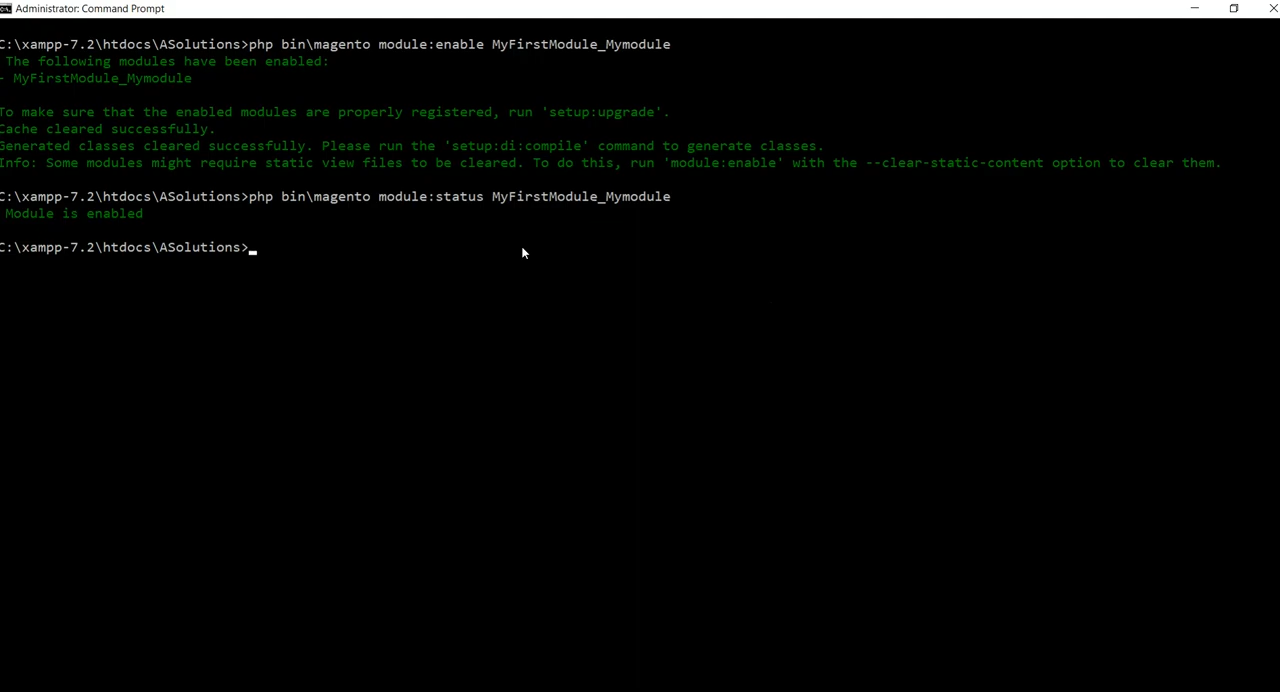 Administrator: Command Prompt
C:\xampp-7.2\htdocs\ASolutions>php bin\magento module:enable MyFirstModule_Mymodule
The following modules have been enabled:
- MyFirstModule_Mymodule
To make sure that the enabled modules are properly registered, run 'setup:upgrade'.
Cache cleared successfully.
Generated classes cleared successfully. Please run the 'setup:di:compile' command to generate classes.
Info: Some modules might require static view files to be cleared. To do this, run 'module:enable' with the --clear-static-content option to clear them.
C:\xampp-7.2\htdocs\ASolutions>php bin\magento module:status MyFirstModule_Mymodule
Module is enabled
C:\xampp-7.2\htdocs\ASolutions>